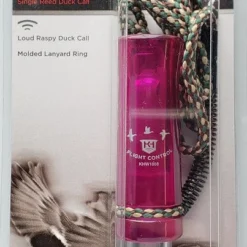 Single Reed Duck Call
Loud Raspy Duck Call
Molded Lanyard Ring
FLIGHT CONTROL